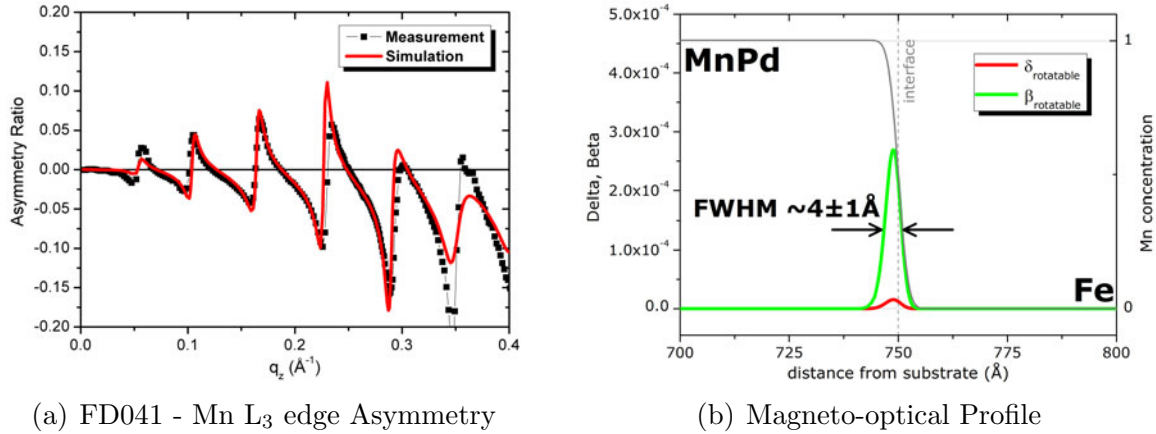 0.20
0.15
0.10
0.05
0.00
-0.05
-0.10
-0.15
-0.20
Asymmetry Ratio
Measurement
Simulation
0.0 0.1 0.2 0.3 0.4
q_z (Å⁻¹)
(a) FD041 - Mn L₃ edge Asymmetry
5.0x10⁻⁴
4.5x10⁻⁴
3.0x10⁻⁴
2.0x10⁻⁴
1.0x10⁻⁴
0.0
Delta, Beta
MnPd
interface
δ rotatable
β rotatable
FWHM ~4±1Å
Fe
1
0
Mn concentration
700 725 750 775 800
distance from substrate (Å)
(b) Magneto-optical Profile